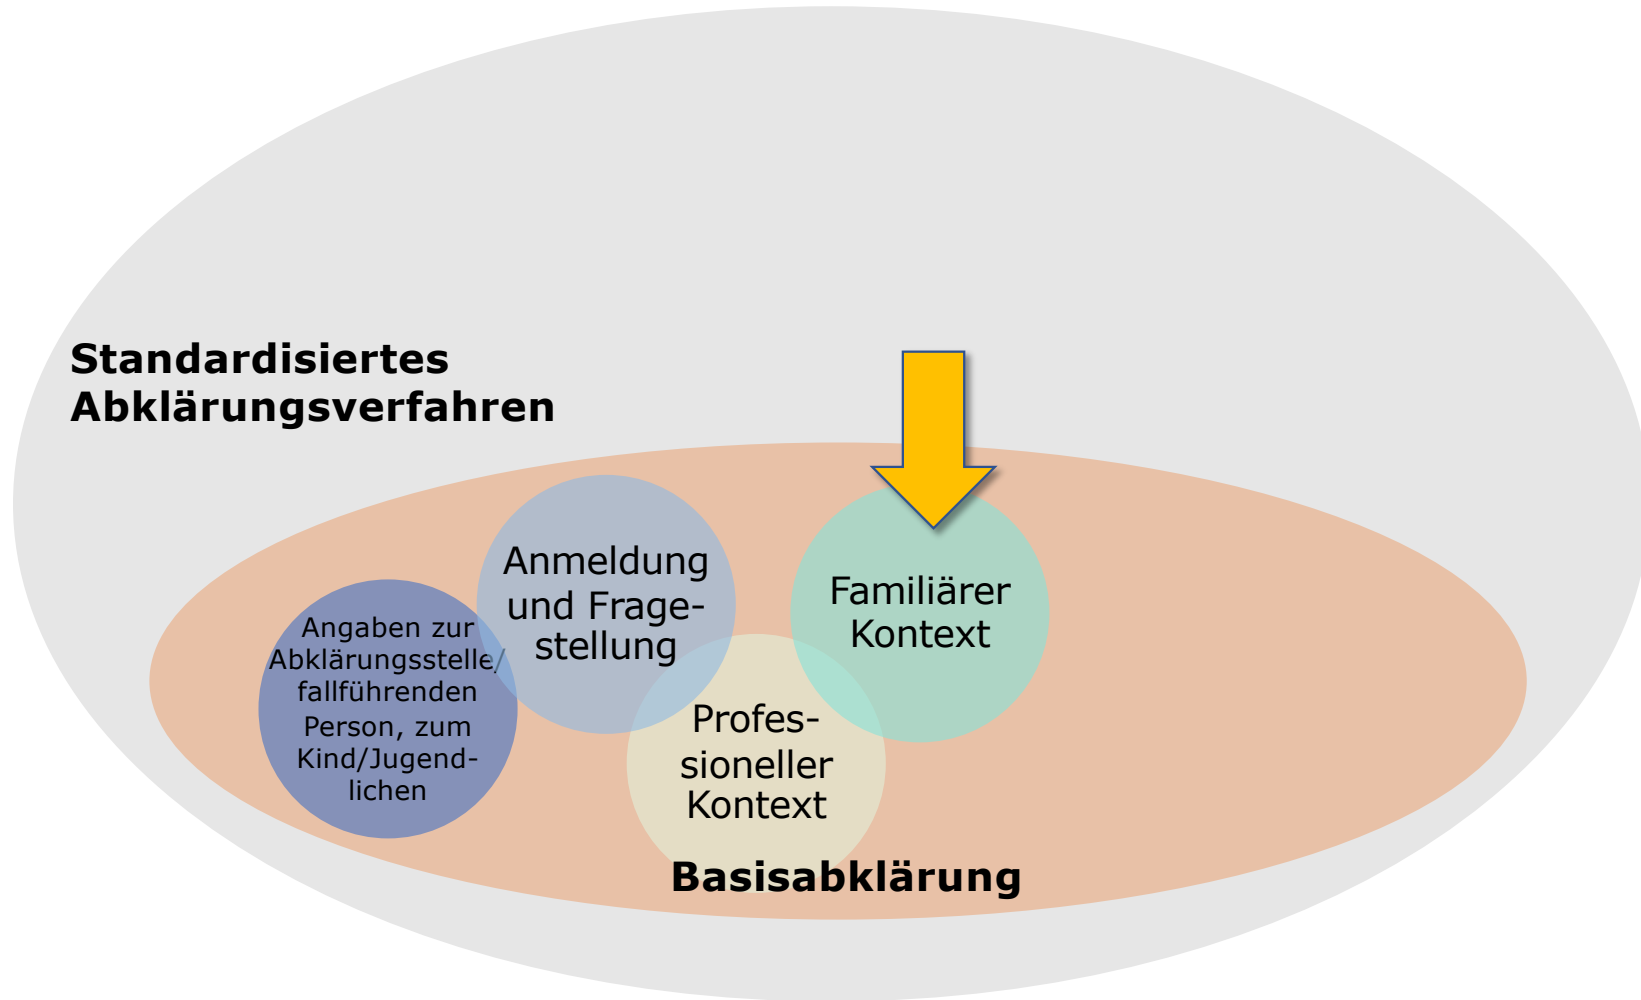 Standardisiertes
Abklärungsverfahren
Anmeldung
und Frage-
stellung
Familiärer
Kontext
Angaben zur
Abklärungsstelle/
fallführenden
Person, zum
Kind/Jugend-
lichen
Profes-
sioneller
Kontext
Basisabklärung